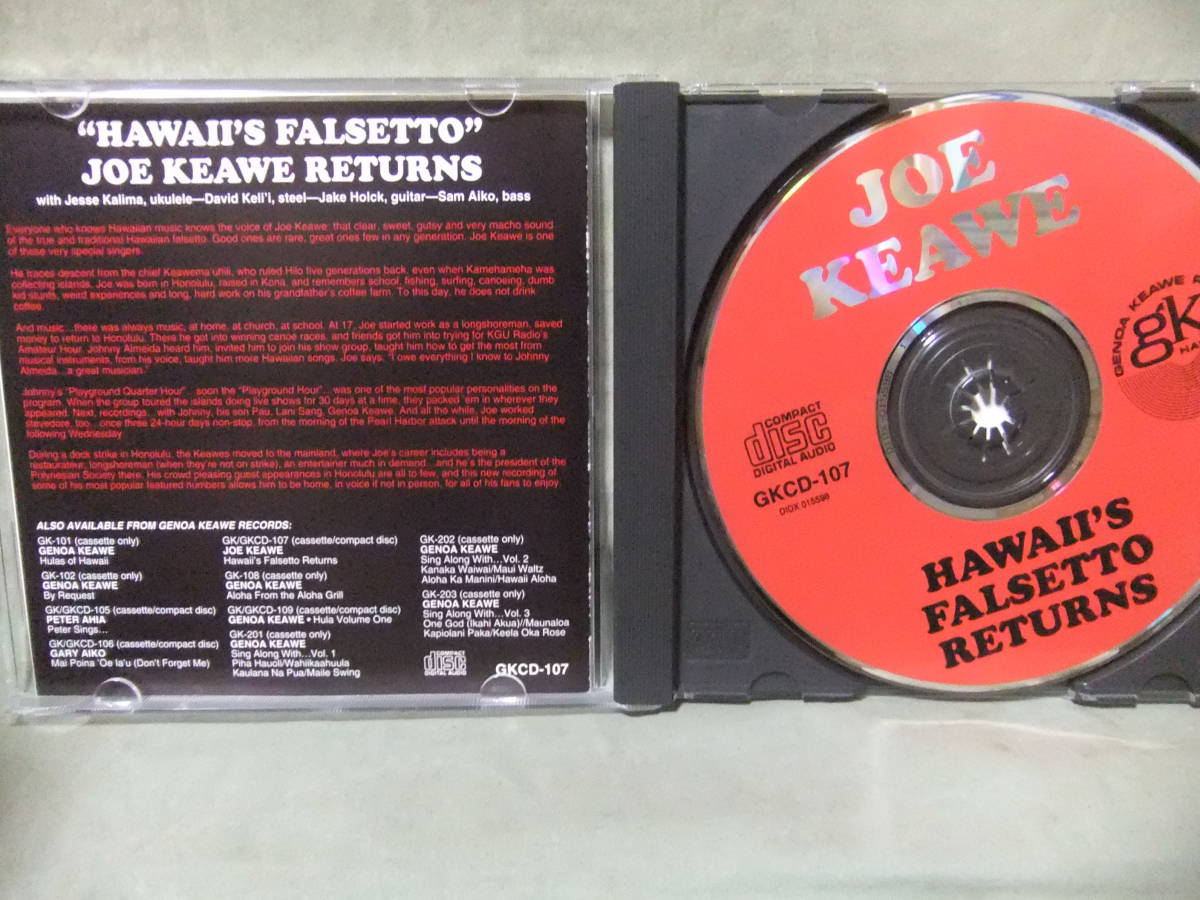 “HAWAII'S FALSETTO”
JOE KEAWE RETURNS
with Jesse Kalima, ukulele—David Keli'i, steel—Jake Holck, guitar—Sam Aiko, bass
Everyone who knows Hawaiian music knows the voice of Joe Keawe: that clear, sweet, gutsy and very macho sound
of the true and traditional Hawaiian falsetto. Good ones are rare, great ones few in any generation. Joe Keawe is one
of these very special singers.
He traces descent from the chief Keawema'uhili, who ruled Hilo five generations back, even when Kamehameha was
collecting islands. Joe was born in Honolulu, raised in Kona, and remembers school, fishing, surfing, canoeing, dumb
kid stunts, weird experiences and long, hard work on his grandfather's coffee farm. To this day, he does not drink
coffee.
And music...there was always music, at home, at church, at school. At 17, Joe started work as a longshoreman, saved
money to return to Honolulu. There he got into winning canoe races, and friends got him into trying for KGU Radio's
Amateur Hour. Johnny Almeida heard him, invited him to join his show group, taught him how to get the most from
musical instruments, from his voice, taught him more Hawaiian songs. Joe says, “I owe everything I know to Johnny
Almeida...a great musician.”
Johnny's “Playground Quarter Hour”...soon the “Playground Hour”...was one of the most popular personalities on the
program. When the group toured the islands doing live shows for 30 days at a time, they packed 'em in wherever they
appeared. Next, recordings...with Johnny, his son Pau, Lani Sang, Genoa Keawe. And all the while, Joe worked
stevedore, too...once three 24-hour days non-stop, from the morning of the Pearl Harbor attack until the morning of the
following Wednesday.
During a dock strike in Honolulu, the Keawes moved to the mainland, where Joe's career includes being a
restaurateur, longshoreman (when they're not on strike), an entertainer much in demand...and he's the president of the
Polynesian Society there. His crowd pleasing guest appearances in Honolulu are all to few, and this new recording of
some of his most popular featured numbers allows him to be home, in voice if not in person, for all of his fans to enjoy.
ALSO AVAILABLE FROM GENOA KEAWE RECORDS:
GK-101 (cassette only)
GENOA KEAWE
Hulas of Hawaii
GK-102 (cassette only)
GENOA KEAWE
By Request
GK/GKCD-105 (cassette/compact disc)
PETER AHIA
Peter Sings...
GK/GKCD-106 (cassette/compact disc)
GARY AIKO
Mai Poina 'Oe Ia'u (Don't Forget Me)
GK/GKCD-107 (cassette/compact disc)
JOE KEAWE
Hawaii's Falsetto Returns
GK-108 (cassette only)
GENOA KEAWE
Aloha From the Aloha Grill
GK/GKCD-109 (cassette/compact disc)
GENOA KEAWE • Hula Volume One
GK-201 (cassette only)
GENOA KEAWE
Sing Along With...Vol. 1
Piha Hauoli/Wahiikaahuula
Kaulana Na Pua/Maile Swing
GK-202 (cassette only)
GENOA KEAWE
Sing Along With...Vol. 2
Kanaka Waiwai/Maui Waltz
Aloha Ka Manini/Hawaii Aloha
GK-203 (cassette only)
GENOA KEAWE
Sing Along With...Vol. 3
One God (Ikahi Akua)//Maunaloa
Kapiolani Paka/Keela Oka Rose
COMPACT
disc
DIGITAL AUDIO
GKCD-107
JOE
KEAWE
GENOA KEAWE
gk
COMPACT
disc
DIGITAL AUDIO
GKCD-107
DIDX 015598
HAWAII'S
FALSETTO
RETURNS